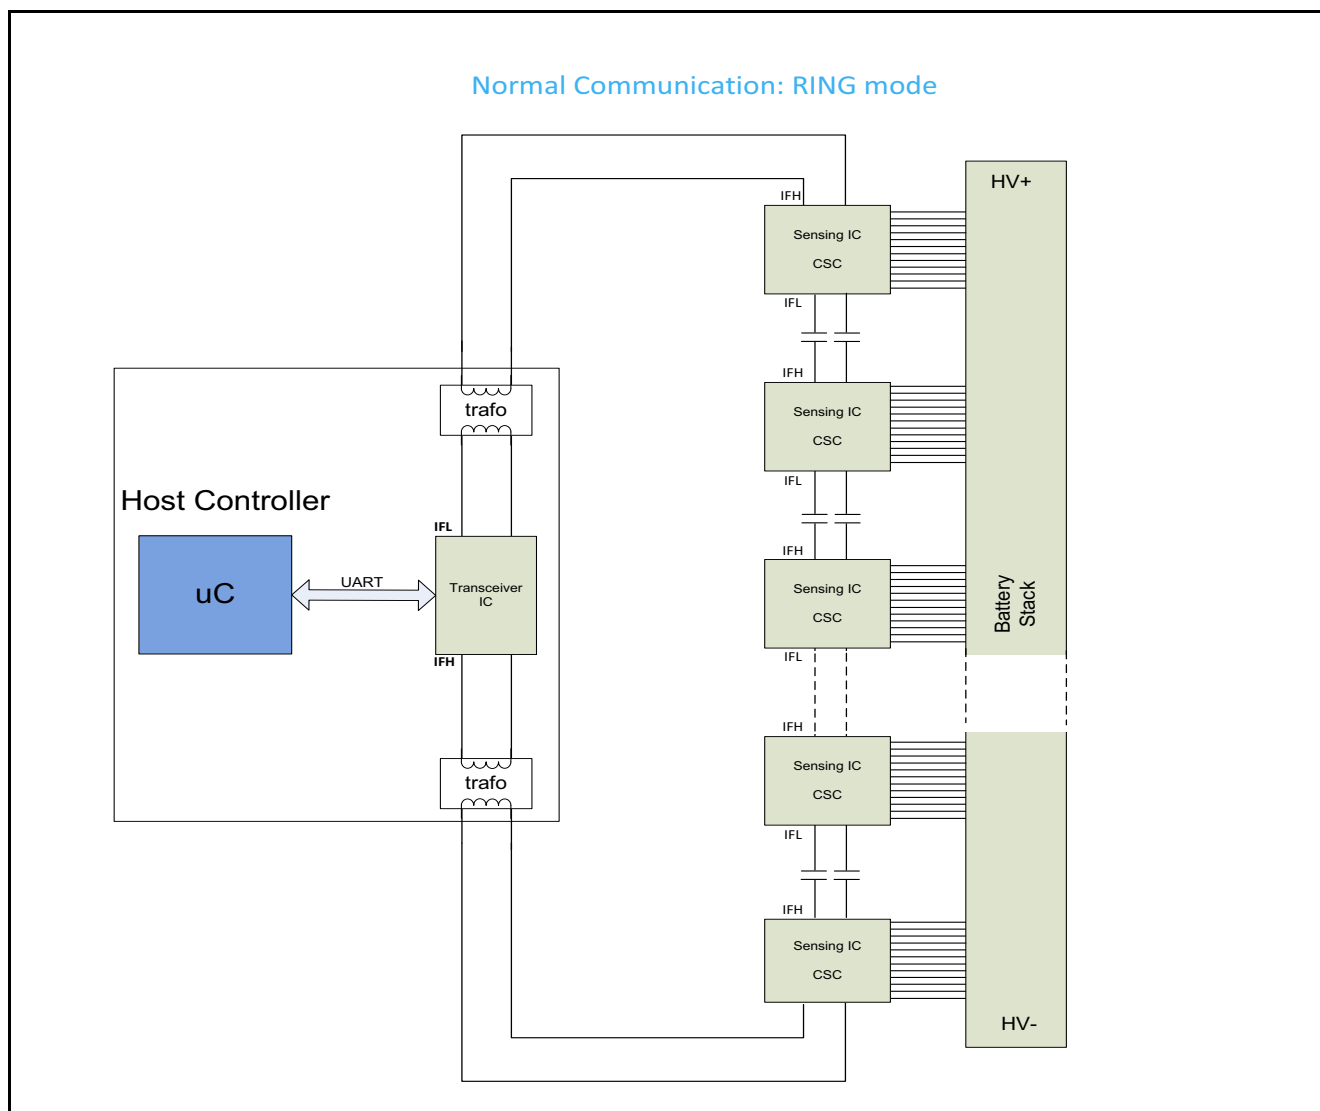 Normal Communication: RING mode
HV+
IFH
Sensing IC
CSC
IFL
IFH
Sensing IC
CSC
IFL
IFH
Sensing IC
CSC
IFL
Battery
Stack
IFH
Sensing IC
CSC
IFL
IFH
Sensing IC
CSC
HV-
trafo
Host Controller
IFL
uC
UART
Transceiver
IC
IFH
trafo